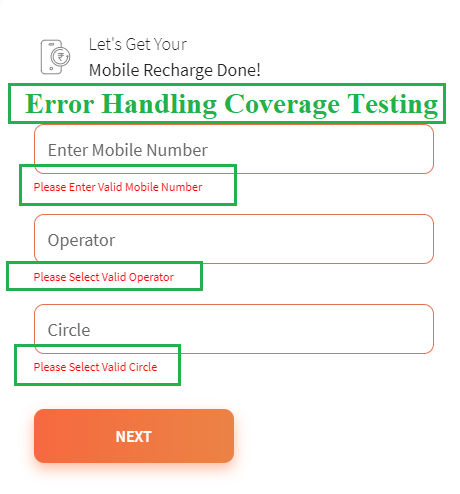 Let's Get Your
Mobile Recharge Done!
Error Handling Coverage Testing
Enter Mobile Number
Please Enter Valid Mobile Number
Operator
Please Select Valid Operator
Circle
Please Select Valid Circle
NEXT